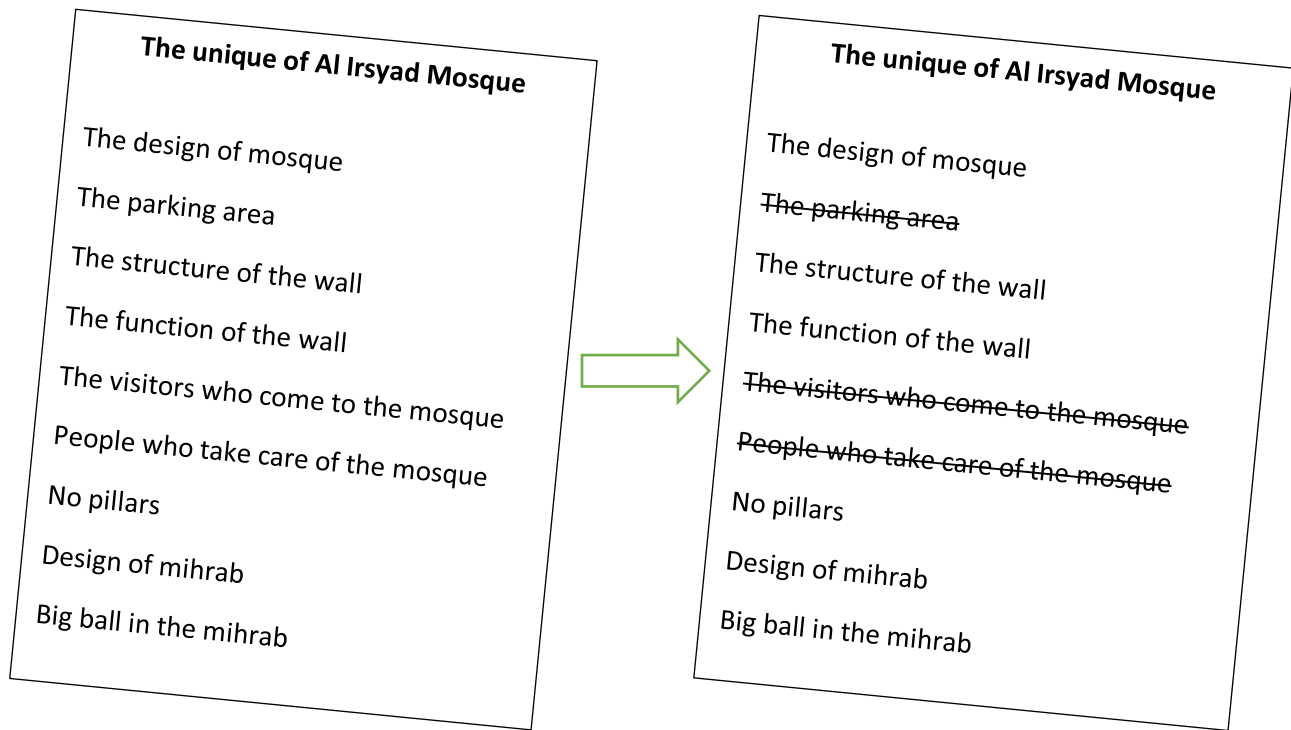 The unique of Al Irsyad Mosque
The design of mosque
The parking area
The structure of the wall
The function of the wall
The visitors who come to the mosque
People who take care of the mosque
No pillars
Design of mihrab
Big ball in the mihrab
The unique of Al Irsyad Mosque
The design of mosque
The parking area
The structure of the wall
The function of the wall
The visitors who come to the mosque
People who take care of the mosque
No pillars
Design of mihrab
Big ball in the mihrab